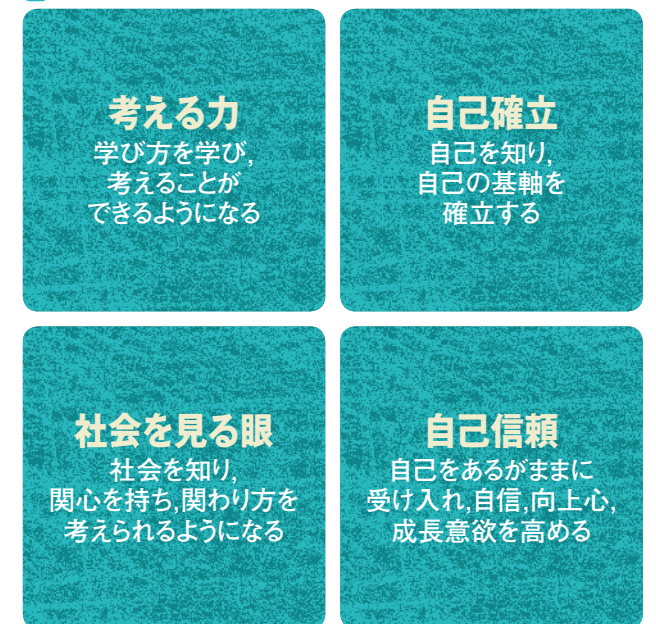 考える力
学び方を学び,
考えることが
できるようになる
自己確立
自己を知り,
自己の基軸を
確立する
社会を見る眼
社会を知り,
関心を持ち,関わり方を
考えられるようになる
自己信頼
自己をあるがままに
受け入れ,自信,向上心,
成長意欲を高める